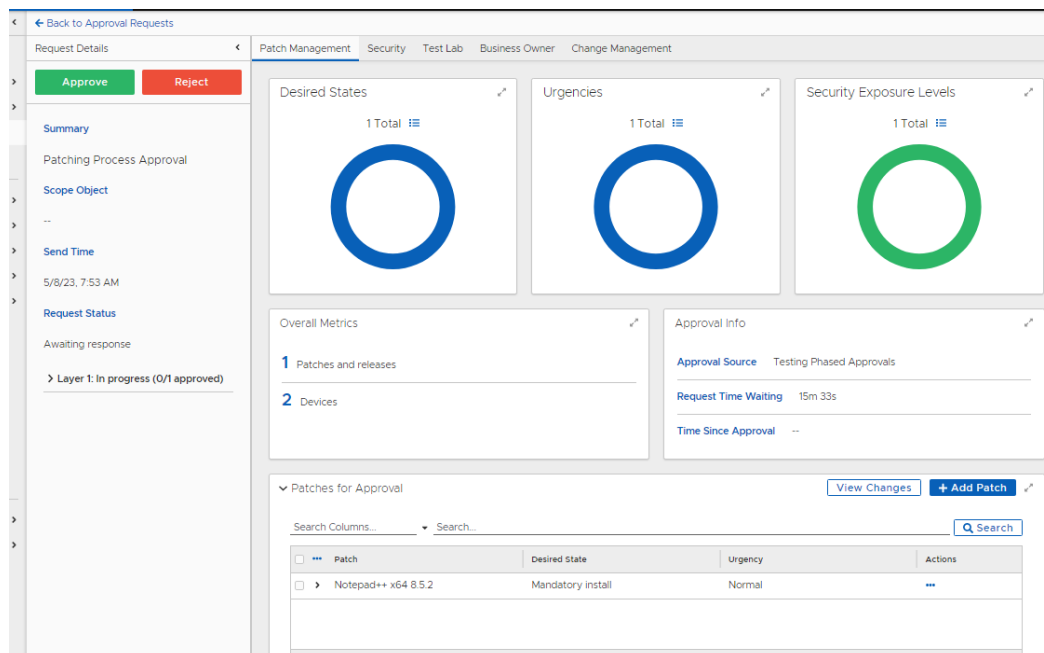 Back to Approval Requests
Request Details
Approve Reject
Summary
Patching Process Approval
Scope Object
--
Send Time
5/8/23, 7:53 AM
Request Status
Awaiting response
Layer 1: In progress (0/1 approved)
Patch Management Security Test Lab Business Owner Change Management
Desired States
1 Total
Urgencies
1 Total
Security Exposure Levels
1 Total
Overall Metrics
1 Patches and releases
2 Devices
Approval Info
Approval Source Testing Phased Approvals
Request Time Waiting 15m 33s
Time Since Approval --
Patches for Approval View Changes + Add Patch
Search Columns... Search... Search
Patch Desired State Urgency Actions
Notepad++ x64 8.5.2 Mandatory install Normal